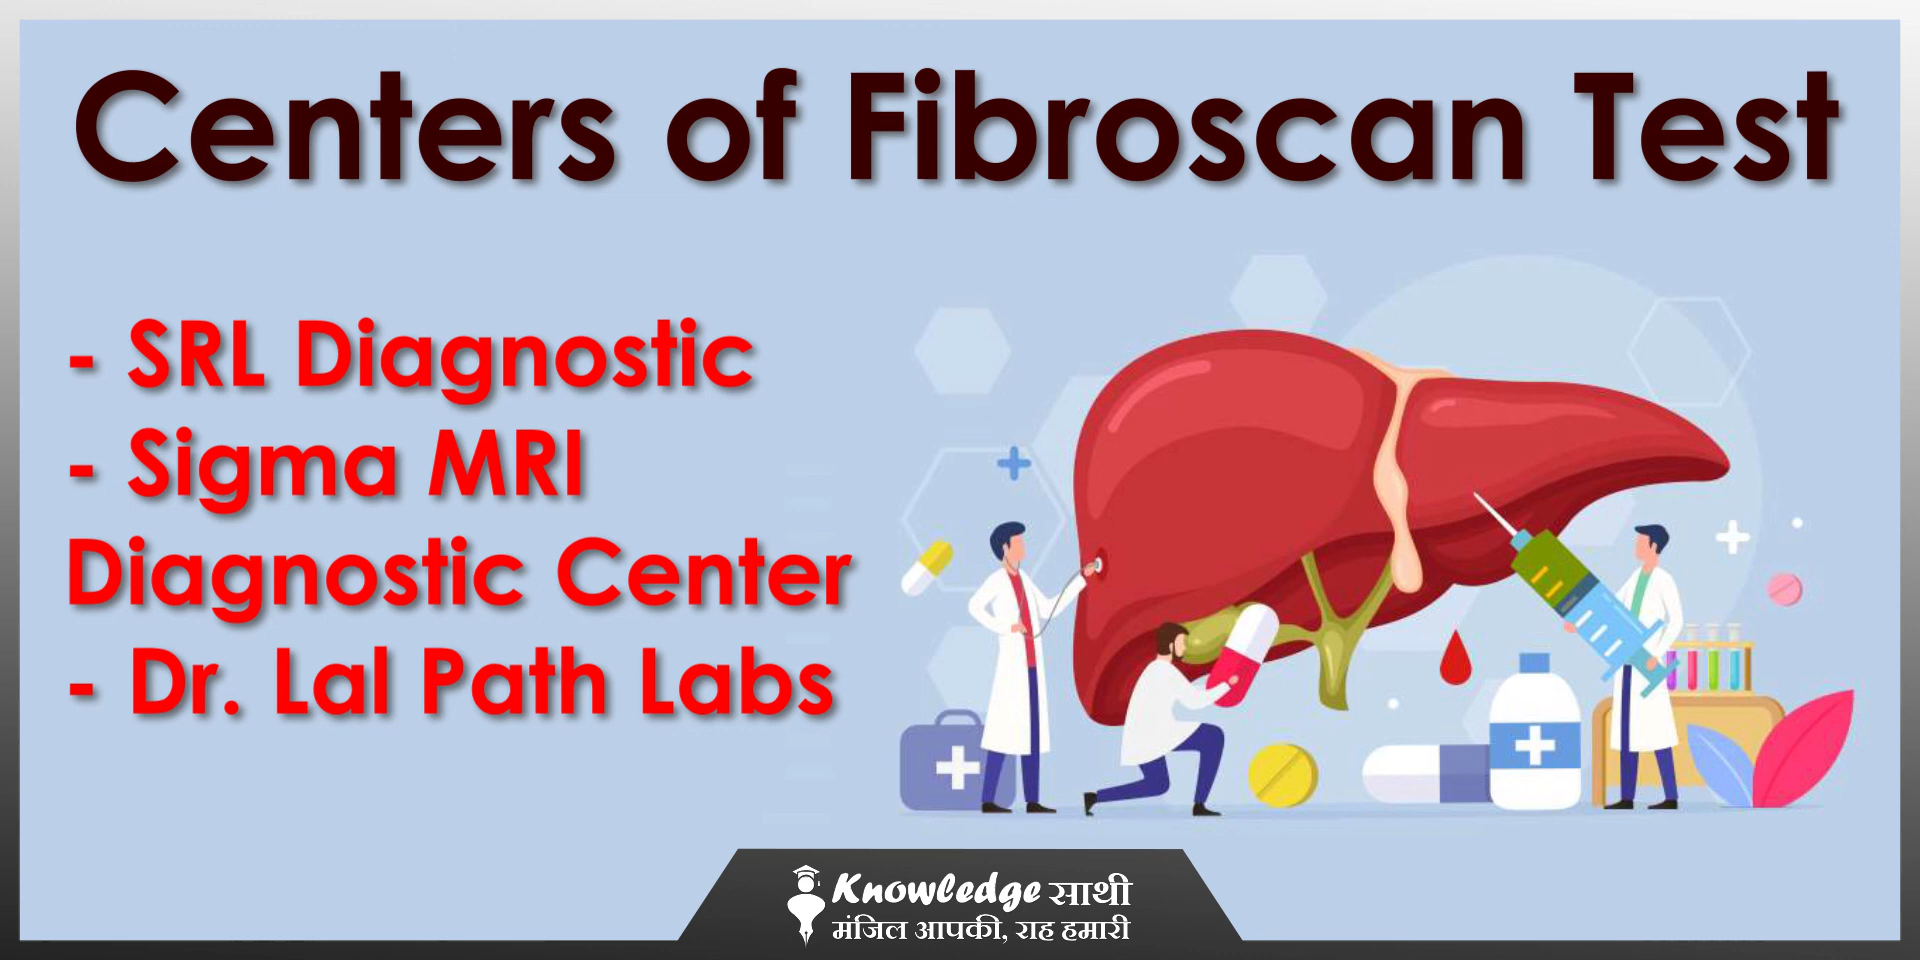 Centers of Fibroscan Test
- SRL Diagnostic
- Sigma MRI
Diagnostic Center
- Dr. Lal Path Labs
Knowledge साथी
मंजिल आपकी, राह हमारी